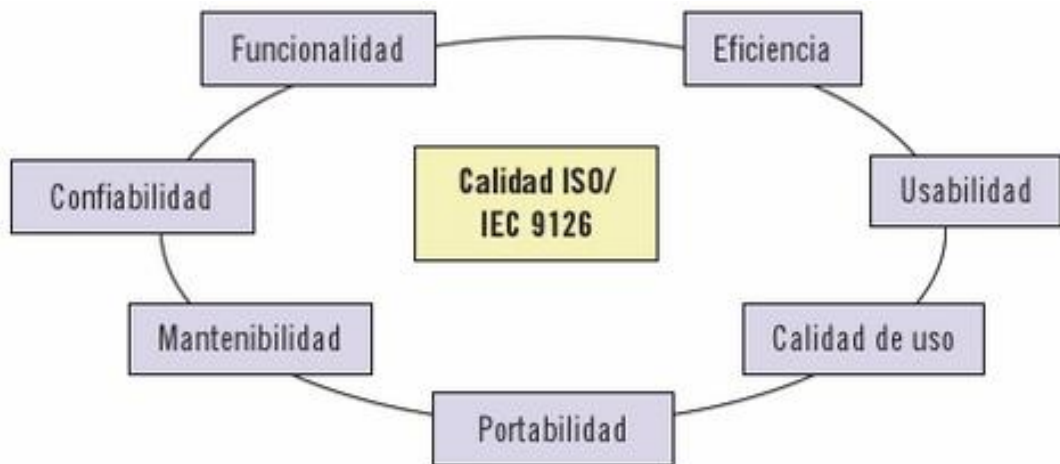 Funcionalidad
Eficiencia
Confiabilidad
Calidad ISO/
IEC 9126
Usabilidad
Mantenibilidad
Calidad de uso
Portabilidad